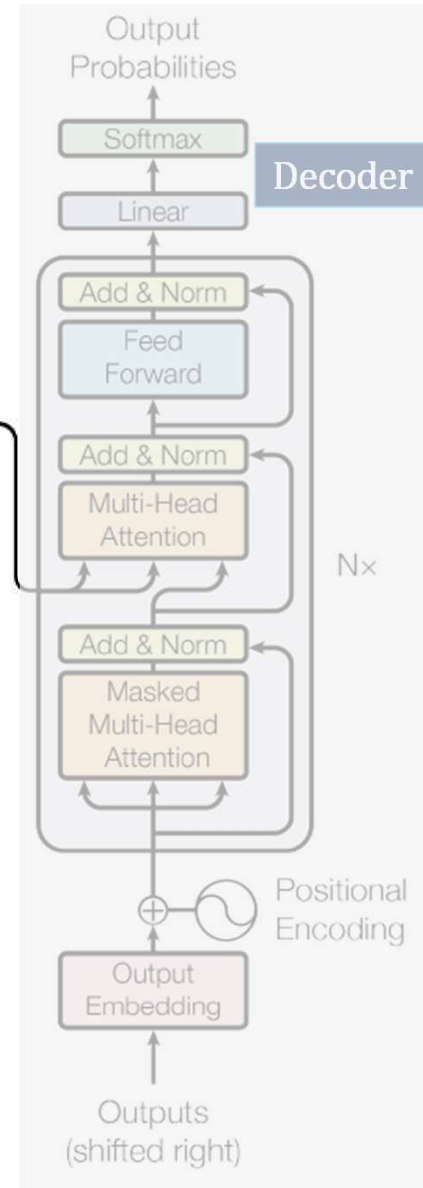 Output
Probabilities
Softmax
Decoder
Linear
Add & Norm
Feed
Forward
Add & Norm
Multi-Head
Attention
N×
Add & Norm
Masked
Multi-Head
Attention
Positional
Encoding
Output
Embedding
Outputs
(shifted right)